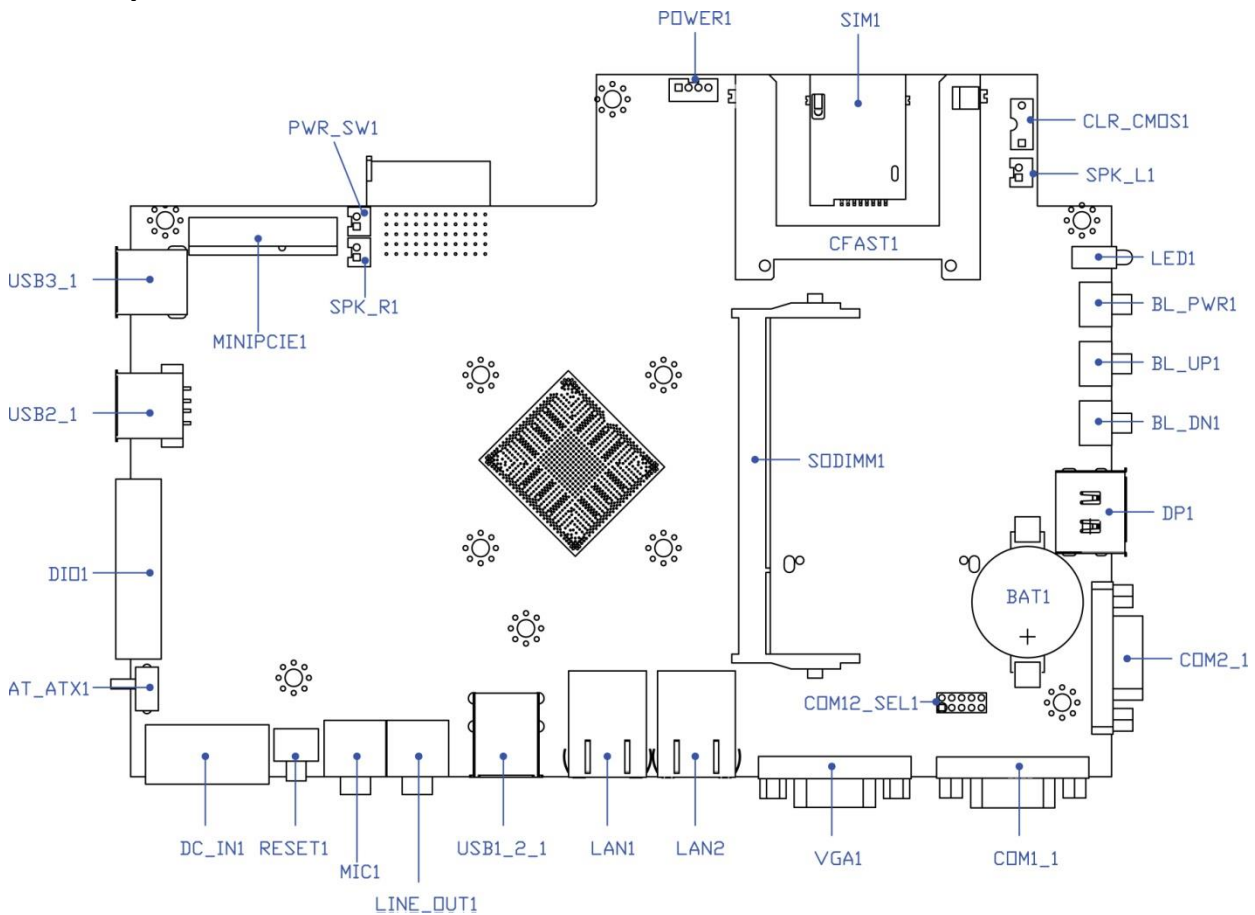 POWER1
SIM1
PWR_SW1
CLR_CMOS1
SPK_L1
CFAST1
LED1
USB3_1
SPK_R1
BL_PWR1
MINIPCIE1
BL_UP1
USB2_1
BL_DN1
SODIMM1
DP1
DIO1
BAT1
COM2_1
AT_ATX1
COM12_SEL1
DC_IN1
RESET1
USB1_2_1
LAN1
LAN2
VGA1
COM1_1
MIC1
LINE_OUT1